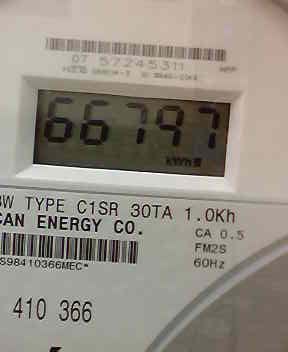 07 57245311
66797
kWh
W TYPE C1SR 30TA 1.0Kh
CAN ENERGY CO.
CA 0.5
FM2S
60Hz
S98410366MEC*
410 366